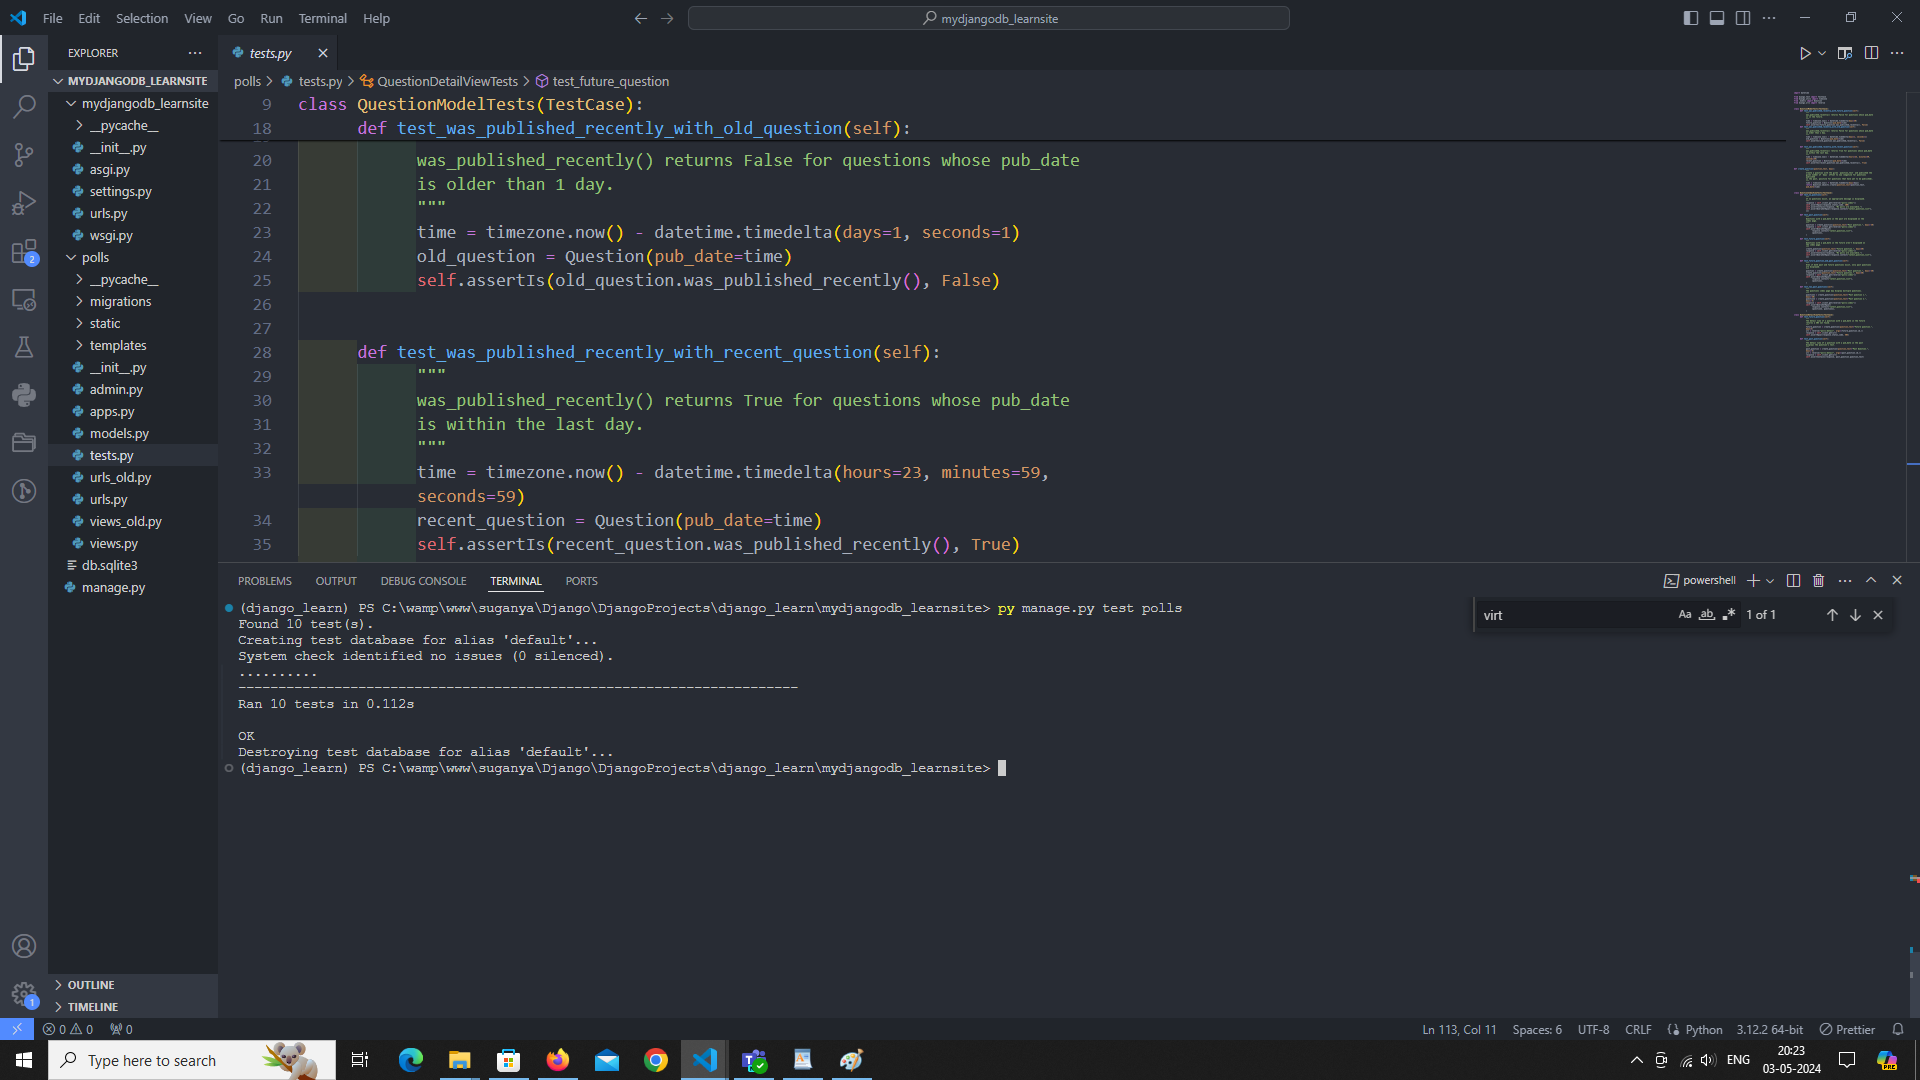 File Edit Selection View Go Run Terminal Help
mydjangodb_learnsite
EXPLORER
tests.py
MYDJANGODB_LEARNSITE
mydjangodb_learnsite
__pycache__
__init__.py
asgi.py
settings.py
urls.py
wsgi.py
polls
__pycache__
migrations
static
templates
__init__.py
admin.py
apps.py
models.py
tests.py
urls_old.py
urls.py
views_old.py
views.py
db.sqlite3
manage.py
OUTLINE
TIMELINE
2
1
polls > tests.py > QuestionDetailViewTests > test_future_question
9 class QuestionModelTests(TestCase):
18 def test_was_published_recently_with_old_question(self):
20 was_published_recently() returns False for questions whose pub_date
21 is older than 1 day.
22 """
23 time = timezone.now() - datetime.timedelta(days=1, seconds=1)
24 old_question = Question(pub_date=time)
25 self.assertIs(old_question.was_published_recently(), False)
26
27
28 def test_was_published_recently_with_recent_question(self):
29 """
30 was_published_recently() returns True for questions whose pub_date
31 is within the last day.
32 """
33 time = timezone.now() - datetime.timedelta(hours=23, minutes=59,
seconds=59)
34 recent_question = Question(pub_date=time)
35 self.assertIs(recent_question.was_published_recently(), True)
PROBLEMS OUTPUT DEBUG CONSOLE TERMINAL PORTS
powershell
virt
Aa ab 1 of 1
(django_learn) PS C:\wamp\www\suganya\Django\DjangoProjects\django_learn\mydjangodb_learnsite> py manage.py test polls
Found 10 test(s).
Creating test database for alias 'default'...
System check identified no issues (0 silenced).
..........
----------------------------------------------------------------------
Ran 10 tests in 0.112s
OK
Destroying test database for alias 'default'...
(django_learn) PS C:\wamp\www\suganya\Django\DjangoProjects\django_learn\mydjangodb_learnsite>
0 0 0
Ln 113, Col 11 Spaces: 6 UTF-8 CRLF Python 3.12.2 64-bit Prettier
Type here to search
ENG
20:23
03-05-2024